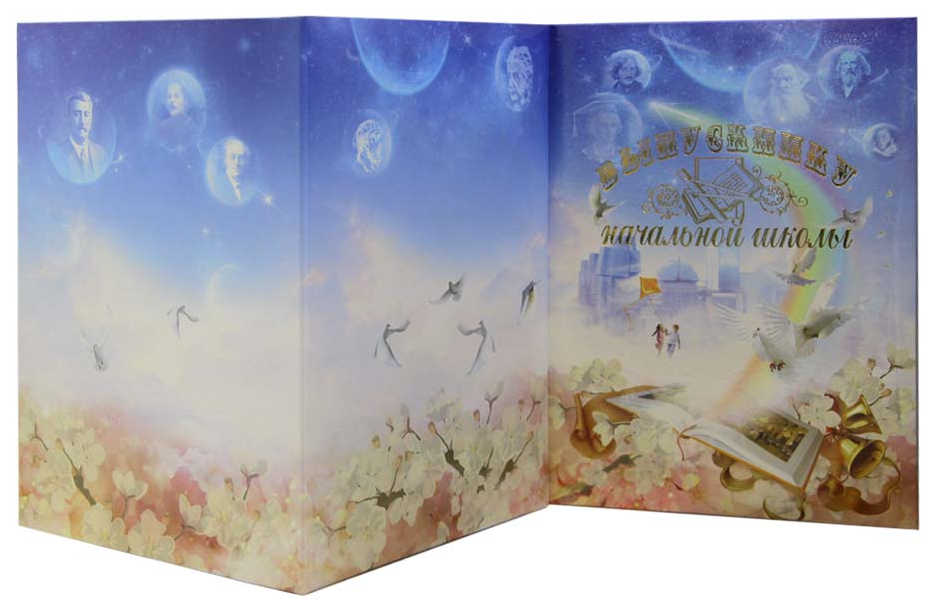 ВЫПУСКНИКУ
начальной школы